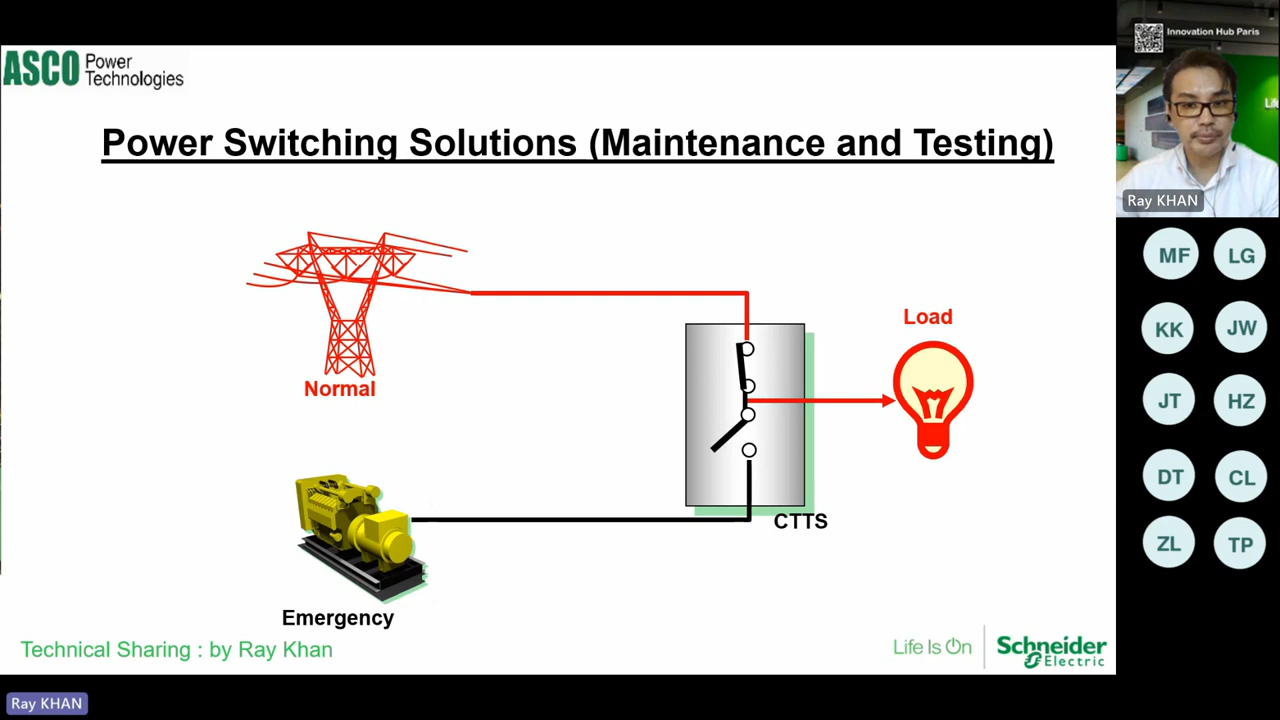 ASCO Power
Technologies
Power Switching Solutions (Maintenance and Testing)
Normal
Load
CTTS
Emergency
Technical Sharing : by Ray Khan
Life Is On
Schneider
Electric
Innovation Hub Paris
Life
Ray KHAN
MF LG
KK JW
JT HZ
DT CL
ZL TP
Ray KHAN